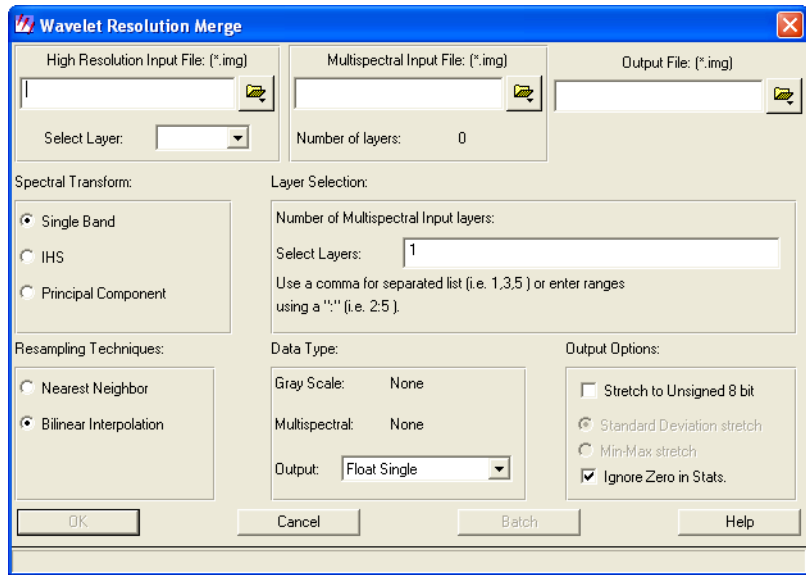 Wavelet Resolution Merge
High Resolution Input File: (*.img)
Select Layer:
Multispectral Input File: (*.img)
Number of layers: 0
Output File: (*.img)
Spectral Transform:
Single Band
IHS
Principal Component
Layer Selection:
Number of Multispectral Input layers:
Select Layers: 1
Use a comma for separated list (i.e. 1,3,5 ) or enter ranges
using a ":" (i.e. 2:5 ).
Resampling Techniques:
Nearest Neighbor
Bilinear Interpolation
Data Type:
Gray Scale: None
Multispectral: None
Output: Float Single
Output Options:
Stretch to Unsigned 8 bit
Standard Deviation stretch
Min-Max stretch
Ignore Zero in Stats.
OK
Cancel
Batch
Help